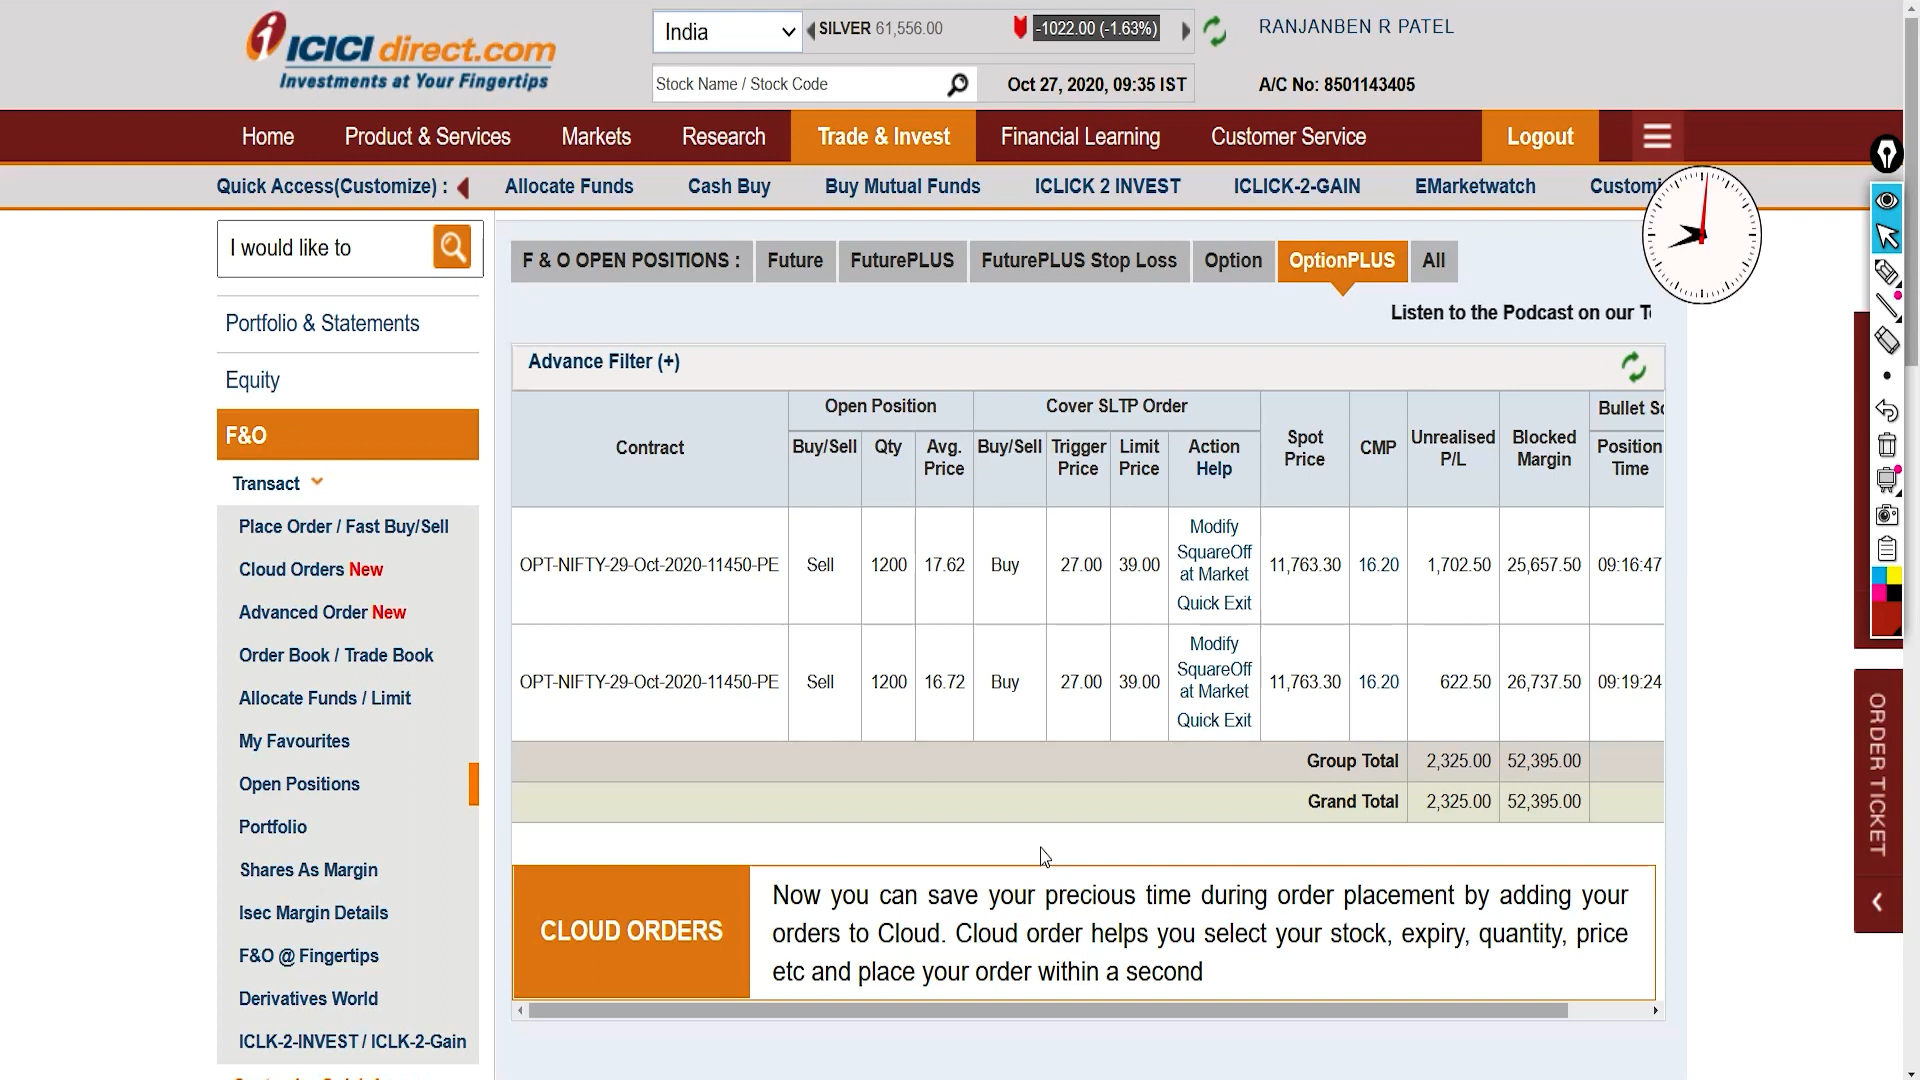 ICICI direct.com
Investments at Your Fingertips
India
SILVER 61,556.00
-1022.00 (-1.63%)
RANJANBEN R PATEL
Stock Name / Stock Code
Oct 27, 2020, 09:35 IST
A/C No: 8501143405
Home
Product & Services
Markets
Research
Trade & Invest
Financial Learning
Customer Service
Logout
Quick Access(Customize) :
Allocate Funds
Cash Buy
Buy Mutual Funds
ICLICK 2 INVEST
ICLICK-2-GAIN
EMarketwatch
Customi
I would like to
Portfolio & Statements
Equity
F&O
Transact
Place Order / Fast Buy/Sell
Cloud Orders New
Advanced Order New
Order Book / Trade Book
Allocate Funds / Limit
My Favourites
Open Positions
Portfolio
Shares As Margin
Isec Margin Details
F&O @ Fingertips
Derivatives World
ICLK-2-INVEST / ICLK-2-Gain
F & O OPEN POSITIONS :
Future
FuturePLUS
FuturePLUS Stop Loss
Option
OptionPLUS
All
Listen to the Podcast on our T
Advance Filter (+)
Contract
Open Position
Cover SLTP Order
Spot Price
CMP
Unrealised P/L
Blocked Margin
Bullet Sq
Buy/Sell
Qty
Avg. Price
Buy/Sell
Trigger Price
Limit Price
Action Help
Position Time
OPT-NIFTY-29-Oct-2020-11450-PE Sell 1200 17.62 Buy 27.00 39.00 Modify SquareOff at Market Quick Exit 11,763.30 16.20 1,702.50 25,657.50 09:16:47
OPT-NIFTY-29-Oct-2020-11450-PE Sell 1200 16.72 Buy 27.00 39.00 Modify SquareOff at Market Quick Exit 11,763.30 16.20 622.50 26,737.50 09:19:24
Group Total 2,325.00 52,395.00
Grand Total 2,325.00 52,395.00
CLOUD ORDERS
Now you can save your precious time during order placement by adding your
orders to Cloud. Cloud order helps you select your stock, expiry, quantity, price
etc and place your order within a second
ORDER TICKET